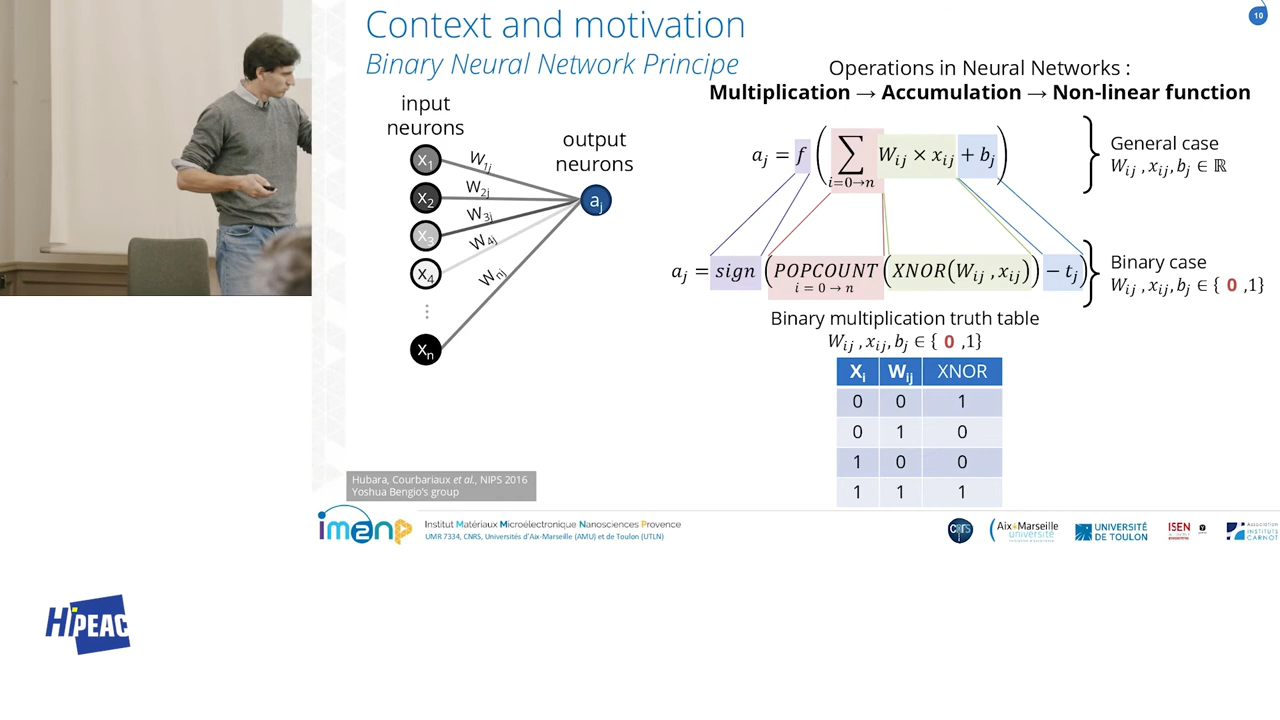 Context and motivation
10
Binary Neural Network Principe
Operations in Neural Networks :
Multiplication → Accumulation → Non-linear function
input
neurons
output
neurons
x1
x2
x3
x4
⋮
xn
W1j
W2j
W3j
W4j
Wnj
aj
aj = f ( ∑ i=0→n Wij × xij + bj )
General case
Wij , xij, bj ∈ ℝ
aj = sign (POPCOUNT i = 0 → n (XNOR(Wij , xij)) − tj)
Binary case
Wij , xij, bj ∈ { 0 ,1}
Binary multiplication truth table
Wij , xij, bj ∈ { 0 ,1}
Xi Wij XNOR
0 0 1
0 1 0
1 0 0
1 1 1
Hubara, Courbariaux et al., NIPS 2016
Yoshua Bengio's group
im2np
Institut Matériaux Microélectronique Nanosciences Provence
UMR 7334, CNRS, Universités d'Aix-Marseille (AMU) et de Toulon (UTLN)
cnrs
Aix+Marseille
université
UNIVERSITÉ
DE TOULON
ISEN
INSTITUTS
CARNOT
HiPEAC